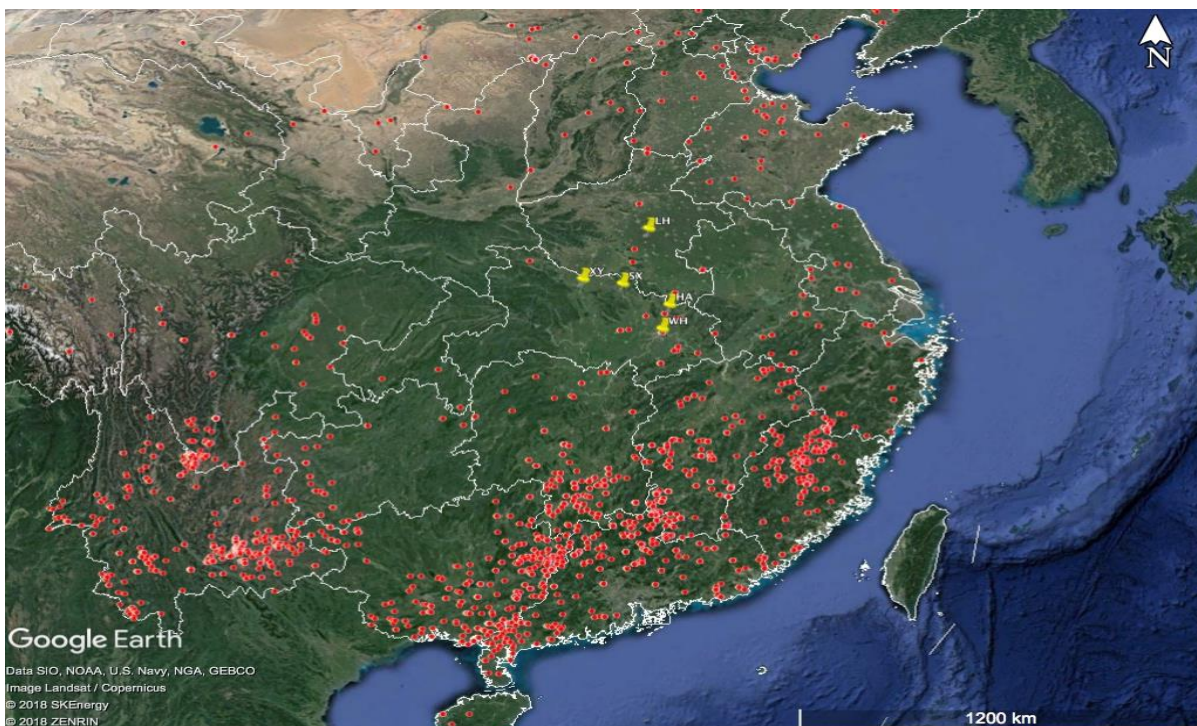 N
LH
XY
SX
HA
WH
Google Earth
Data SIO, NOAA, U.S. Navy, NGA, GEBCO
Image Landsat / Copernicus
© 2018 SKEnergy
© 2018 ZENRIN
1200 km